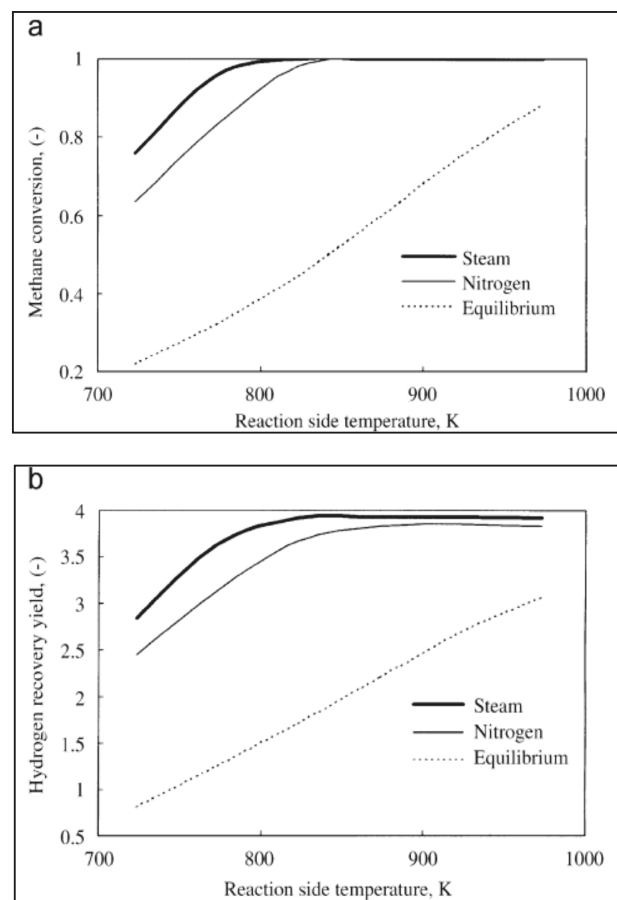 a
1
0.8
0.6
0.4
0.2
700
800
900
1000
Methane conversion, (-)
Reaction side temperature, K
Steam
Nitrogen
Equilibrium
b
4
3.5
3
2.5
2
1.5
1
0.5
700
800
900
1000
Hydrogen recovery yield, (-)
Reaction side temperature, K
Steam
Nitrogen
Equilibrium